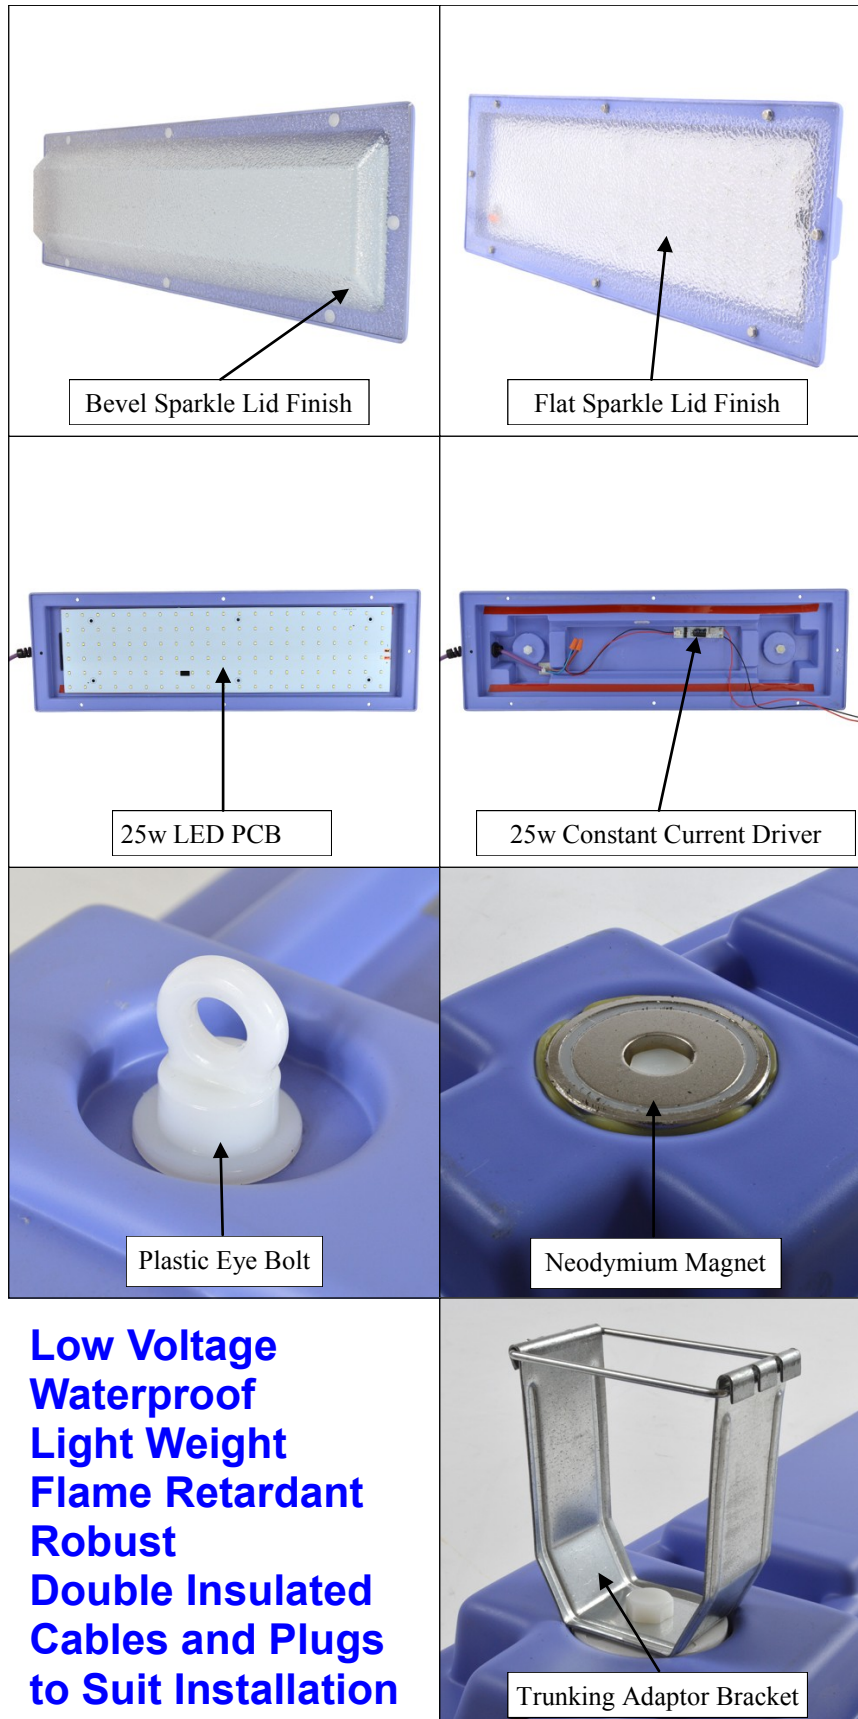 Bevel Sparkle Lid Finish
Flat Sparkle Lid Finish
25w LED PCB
25w Constant Current Driver
Plastic Eye Bolt
Neodymium Magnet
Low Voltage
Waterproof
Light Weight
Flame Retardant
Robust
Double Insulated
Cables and Plugs
to Suit Installation
Trunking Adaptor Bracket